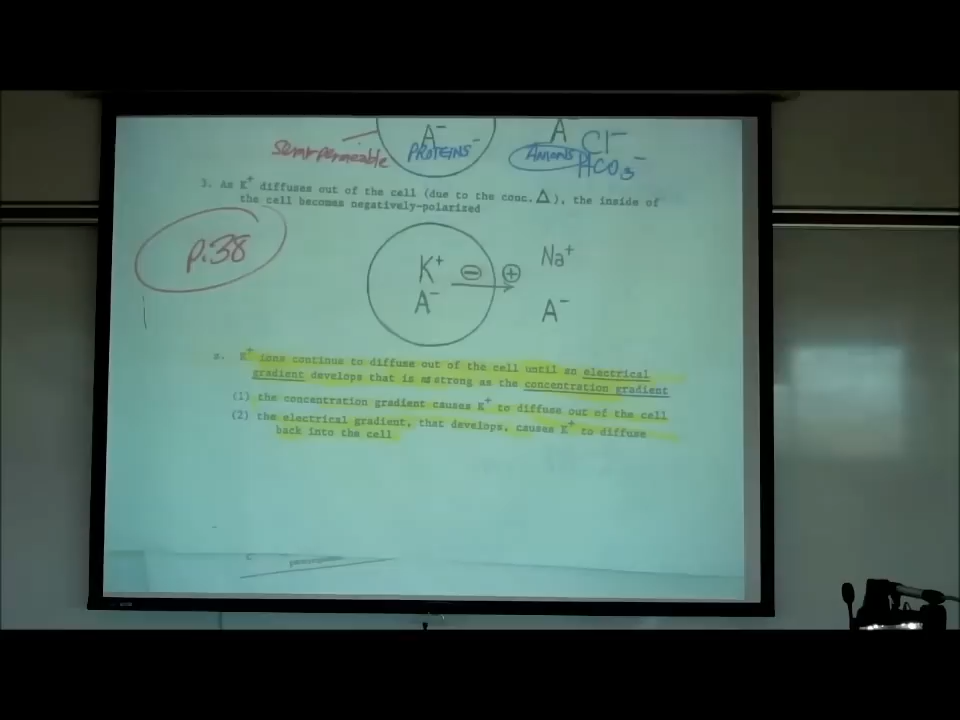 A⁻
PROTEINS⁻
semipermeable
A⁻
Cl⁻
ANIONS
HCO₃⁻
3. As K⁺ diffuses out of the cell (due to the conc. Δ), the inside of
the cell becomes negatively-polarized
p.38
K⁺ ⊖ ⊕ Na⁺
A⁻ A⁻
a. K⁺ ions continue to diffuse out of the cell until an electrical
gradient develops that is as strong as the concentration gradient
(1) the concentration gradient causes K⁺ to diffuse out of the cell
(2) the electrical gradient, that develops, causes K⁺ to diffuse
back into the cell